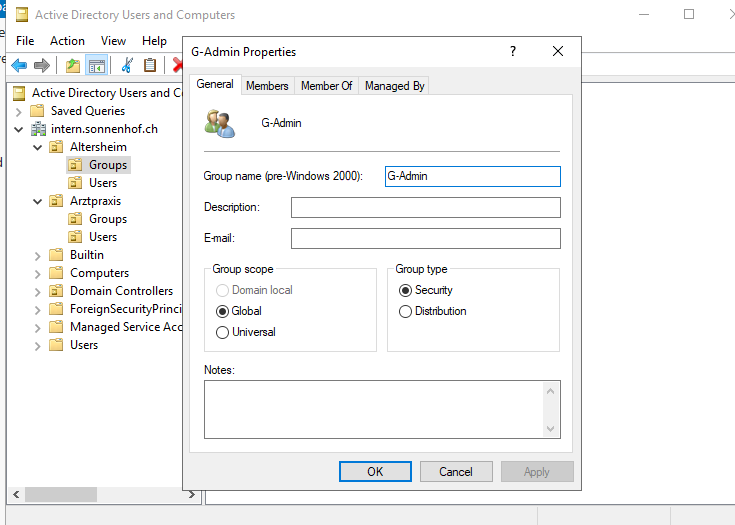 Active Directory Users and Computers
File Action View Help
G-Admin Properties
?
General Members Member Of Managed By
G-Admin
Group name (pre-Windows 2000): G-Admin
Description:
E-mail:
Group scope
Domain local
Global
Universal
Group type
Security
Distribution
Notes:
OK Cancel Apply
Active Directory Users and C
Saved Queries
intern.sonnenhof.ch
Altersheim
Groups
Users
Arztpraxis
Groups
Users
Builtin
Computers
Domain Controllers
ForeignSecurityPrinci
Managed Service Acc
Users